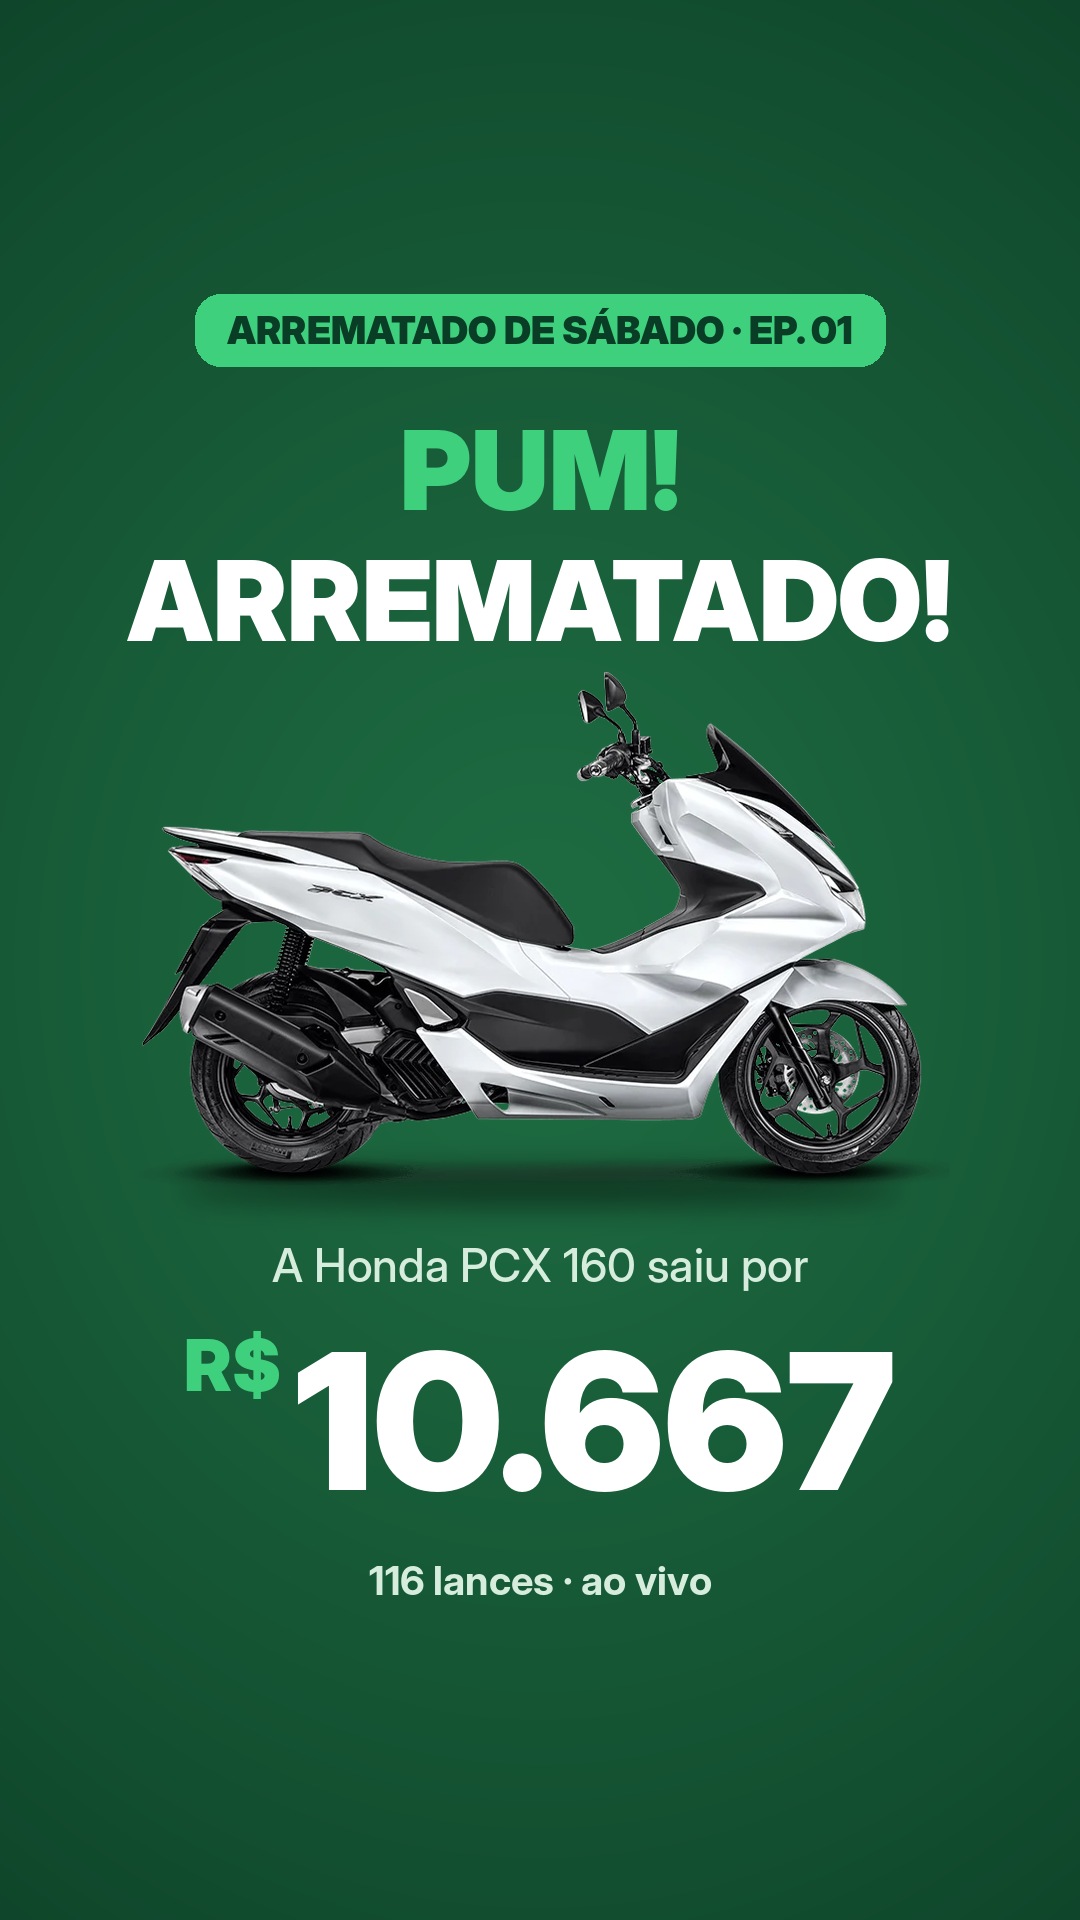 ARREMATADO DE SÁBADO · EP. 01
PUM!
ARREMATADO!
PCX
A Honda PCX 160 saiu por
R$ 10.667
116 lances · ao vivo